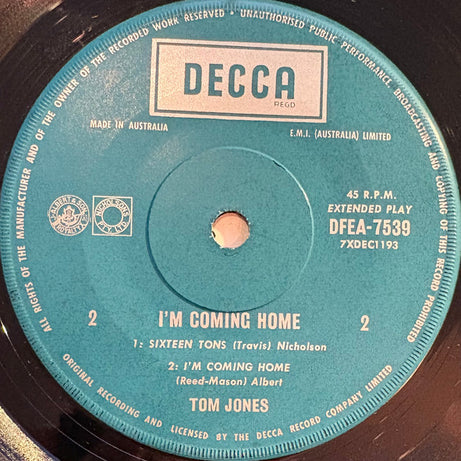 ALL RIGHTS OF THE MANUFACTURER AND OF THE OWNER OF THE RECORDED WORK RESERVED • UNAUTHORISED PUBLIC PERFORMANCE, BROADCASTING AND COPYING OF THIS RECORD PROHIBITED
DECCA
REGD
MADE IN AUSTRALIA
E.M.I. (AUSTRALIA) LIMITED
45 R.P.M.
EXTENDED PLAY
DFEA-7539
7XDEC1193
ALBERT & SON
2 I'M COMING HOME 2
1: SIXTEEN TONS (Travis) Nicholson
2: I'M COMING HOME
(Reed-Mason) Albert
TOM JONES
ORIGINAL RECORDING AND LICENSED BY THE DECCA RECORD COMPANY LIMITED